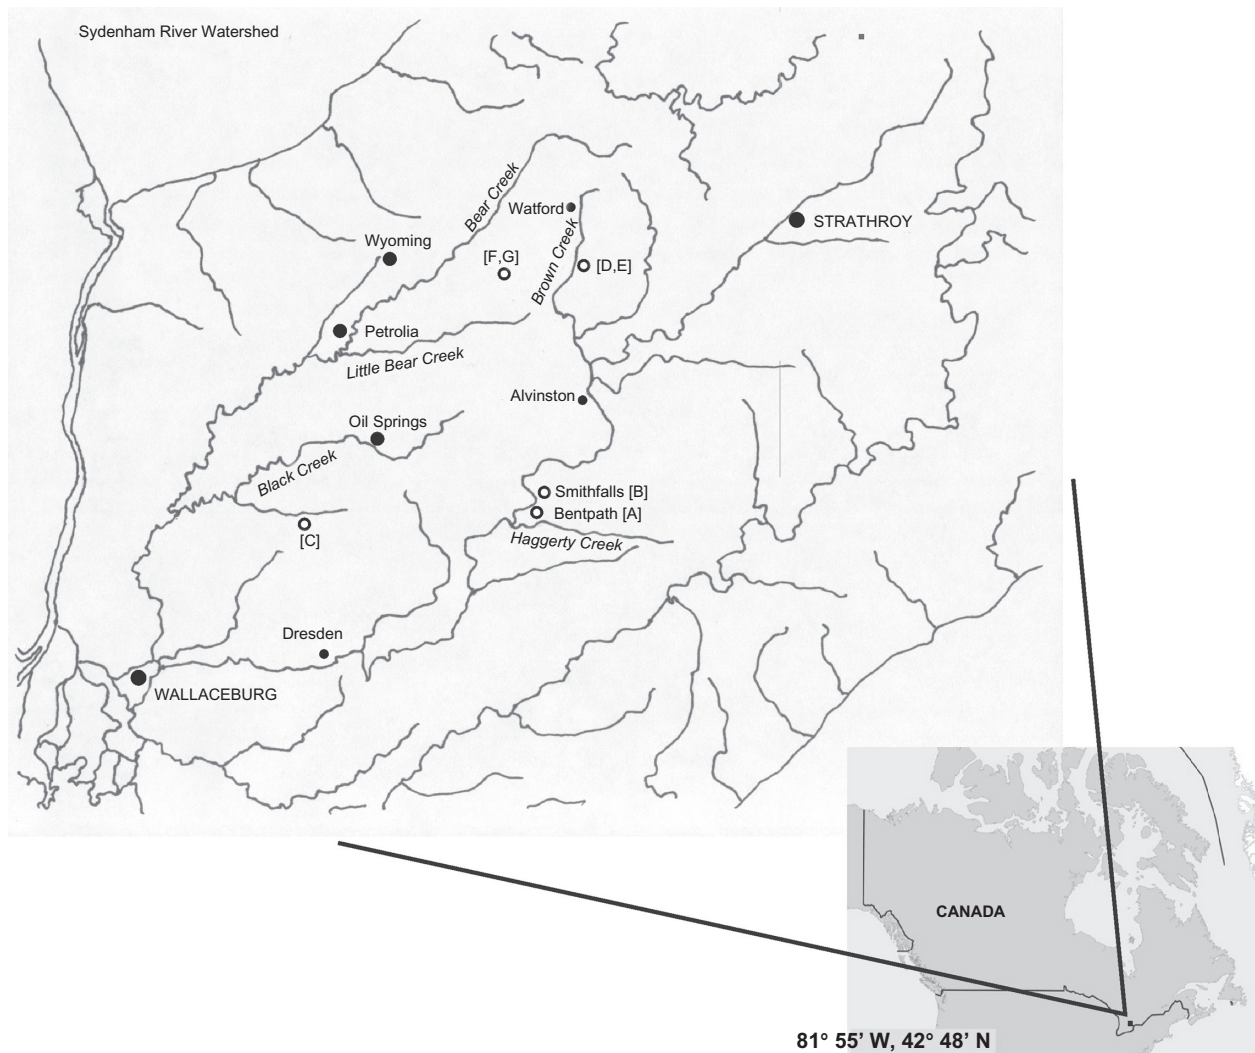 Sydenham River Watershed
Bear Creek
Watford
STRATHROY
Wyoming
[F,G]
Brown Creek
[D,E]
Petrolia
Little Bear Creek
Alvinston
Oil Springs
Black Creek
Smithfalls [B]
Bentpath [A]
[C]
Haggerty Creek
Dresden
WALLACEBURG
CANADA
81° 55’ W, 42° 48’ N